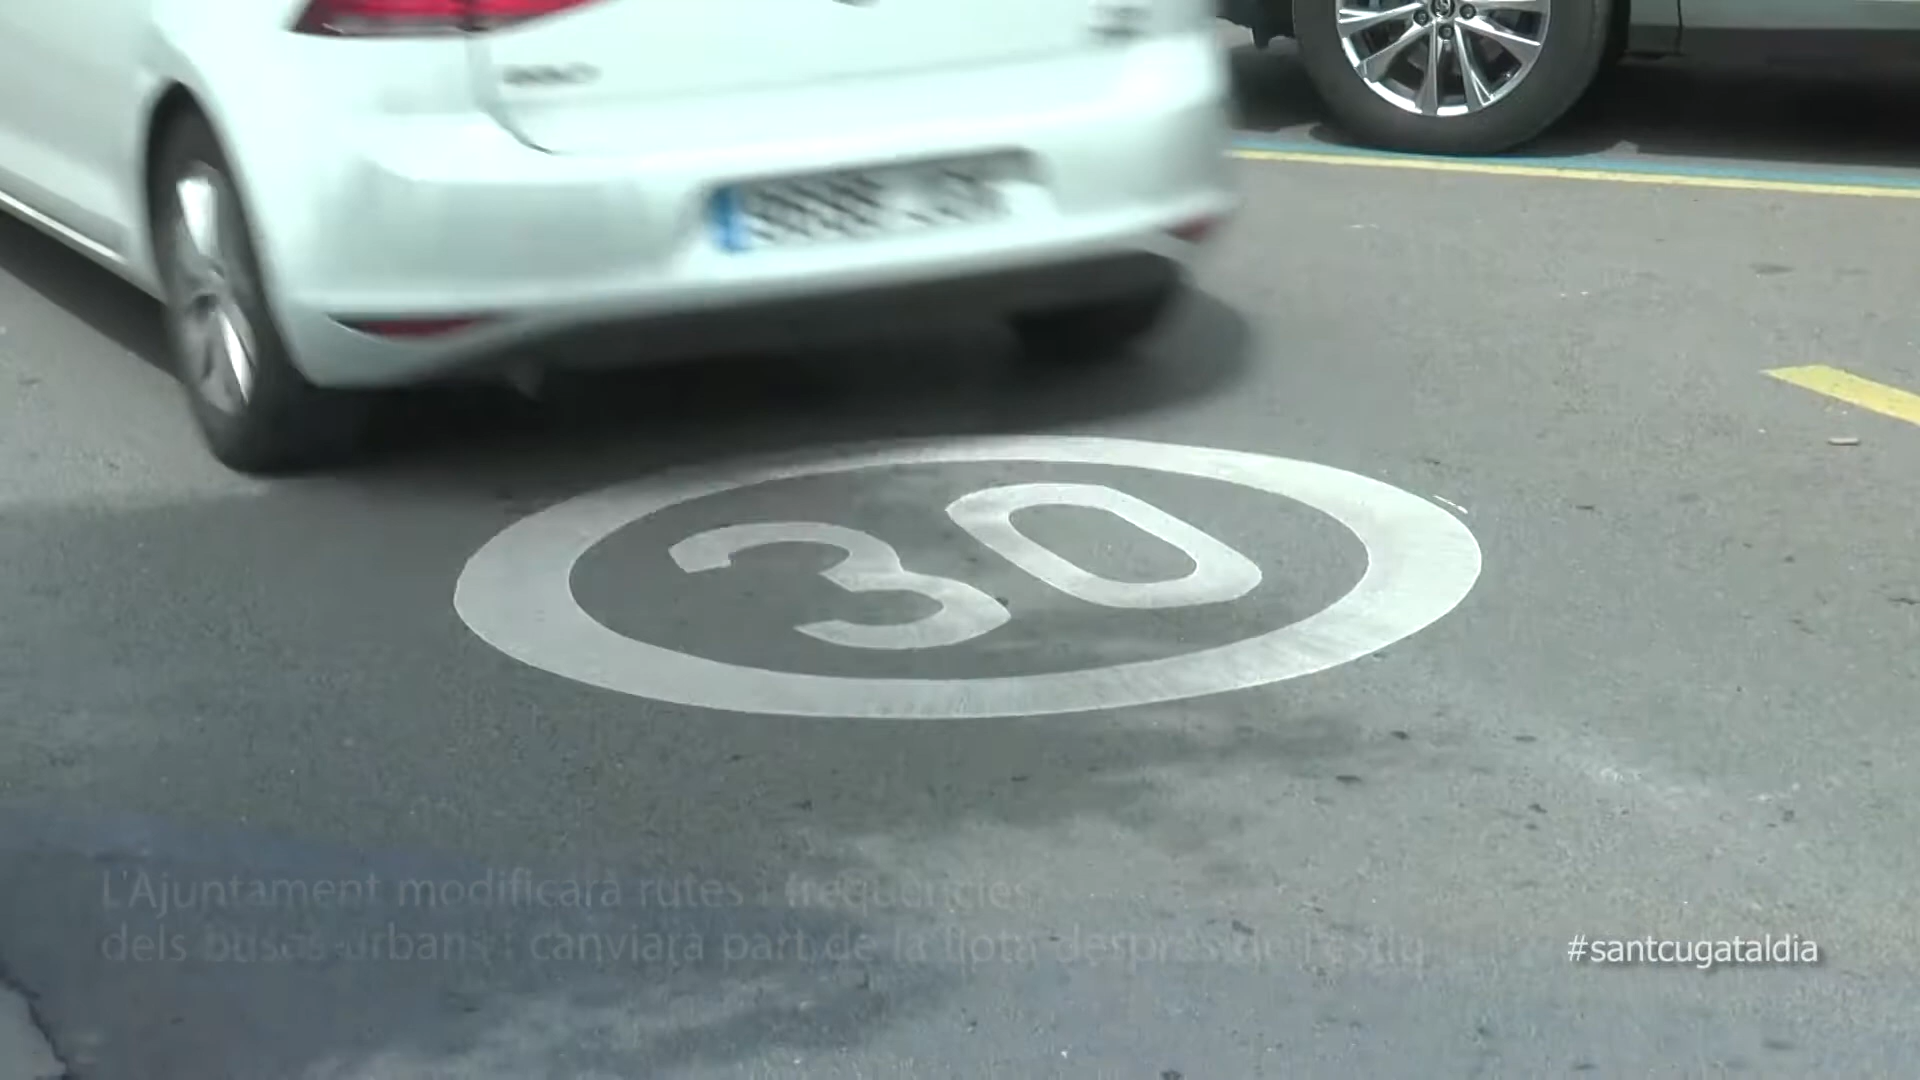 30
L'Ajuntament modificarà rutes i freqüències
dels busos urbans i canviarà part de la flota després de l'estiu
#santcugataldia